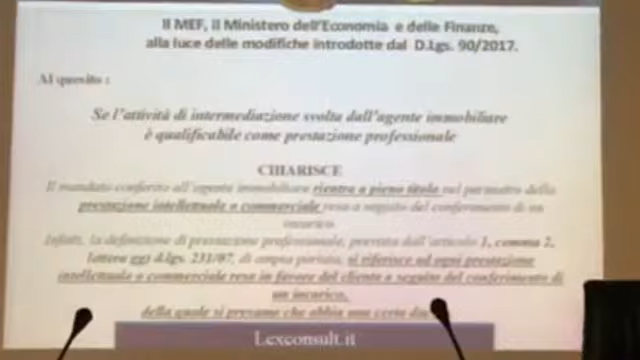 Il MEF, il Ministero dell'Economia e delle Finanze,
alla luce delle modifiche introdotte dal D.Lgs. 90/2017.
Al quesito :
Se l'attività di intermediazione svolta dall'agente immobiliare
è qualificabile come prestazione professionale
CHIARISCE
Il mandato conferito all'agente immobiliare rientra a pieno titolo nel perimetro della
prestazione intellettuale o commerciale resa a seguito del conferimento di un
incarico.
Infatti, la definizione di prestazione professionale, prevista dall'articolo 1, comma 2,
lettera gg) d.lgs. 231/07, di ampia portata, si riferisce ad ogni prestazione
intellettuale o commerciale resa in favore del cliente a seguito del conferimento di
un incarico,
della quale si presume che abbia una certa
Lexconsult.it